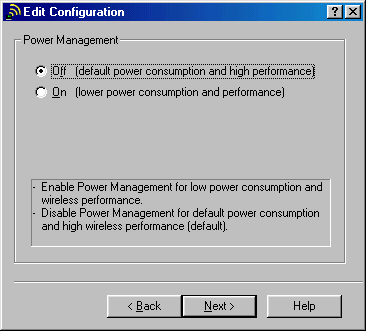 Edit Configuration
Power Management
Off (default power consumption and high performance)
On (lower power consumption and performance)
- Enable Power Management for low power consumption and
wireless performance.
- Disable Power Management for default power consumption
and high wireless performance (default).
< Back
Next >
Help